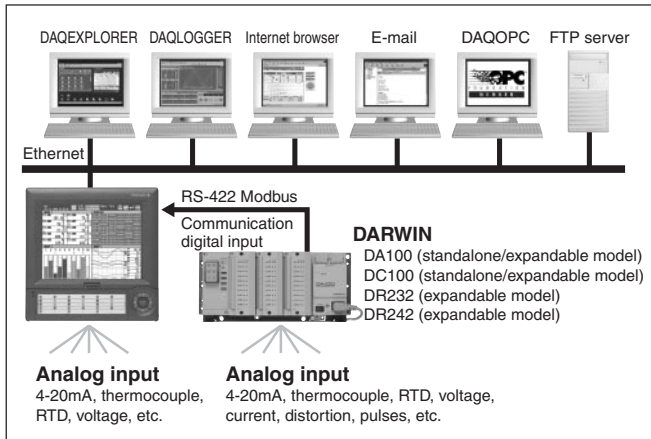 DAQEXPLORER DAQLOGGER Internet browser E-mail DAQOPC FTP server
OPC
Ethernet
RS-422 Modbus
Communication
digital input
DARWIN
DA100 (standalone/expandable model)
DC100 (standalone/expandable model)
DR232 (expandable model)
DR242 (expandable model)
Analog input
4-20mA, thermocouple,
RTD, voltage, etc.
Analog input
4-20mA, thermocouple, RTD, voltage,
current, distortion, pulses, etc.